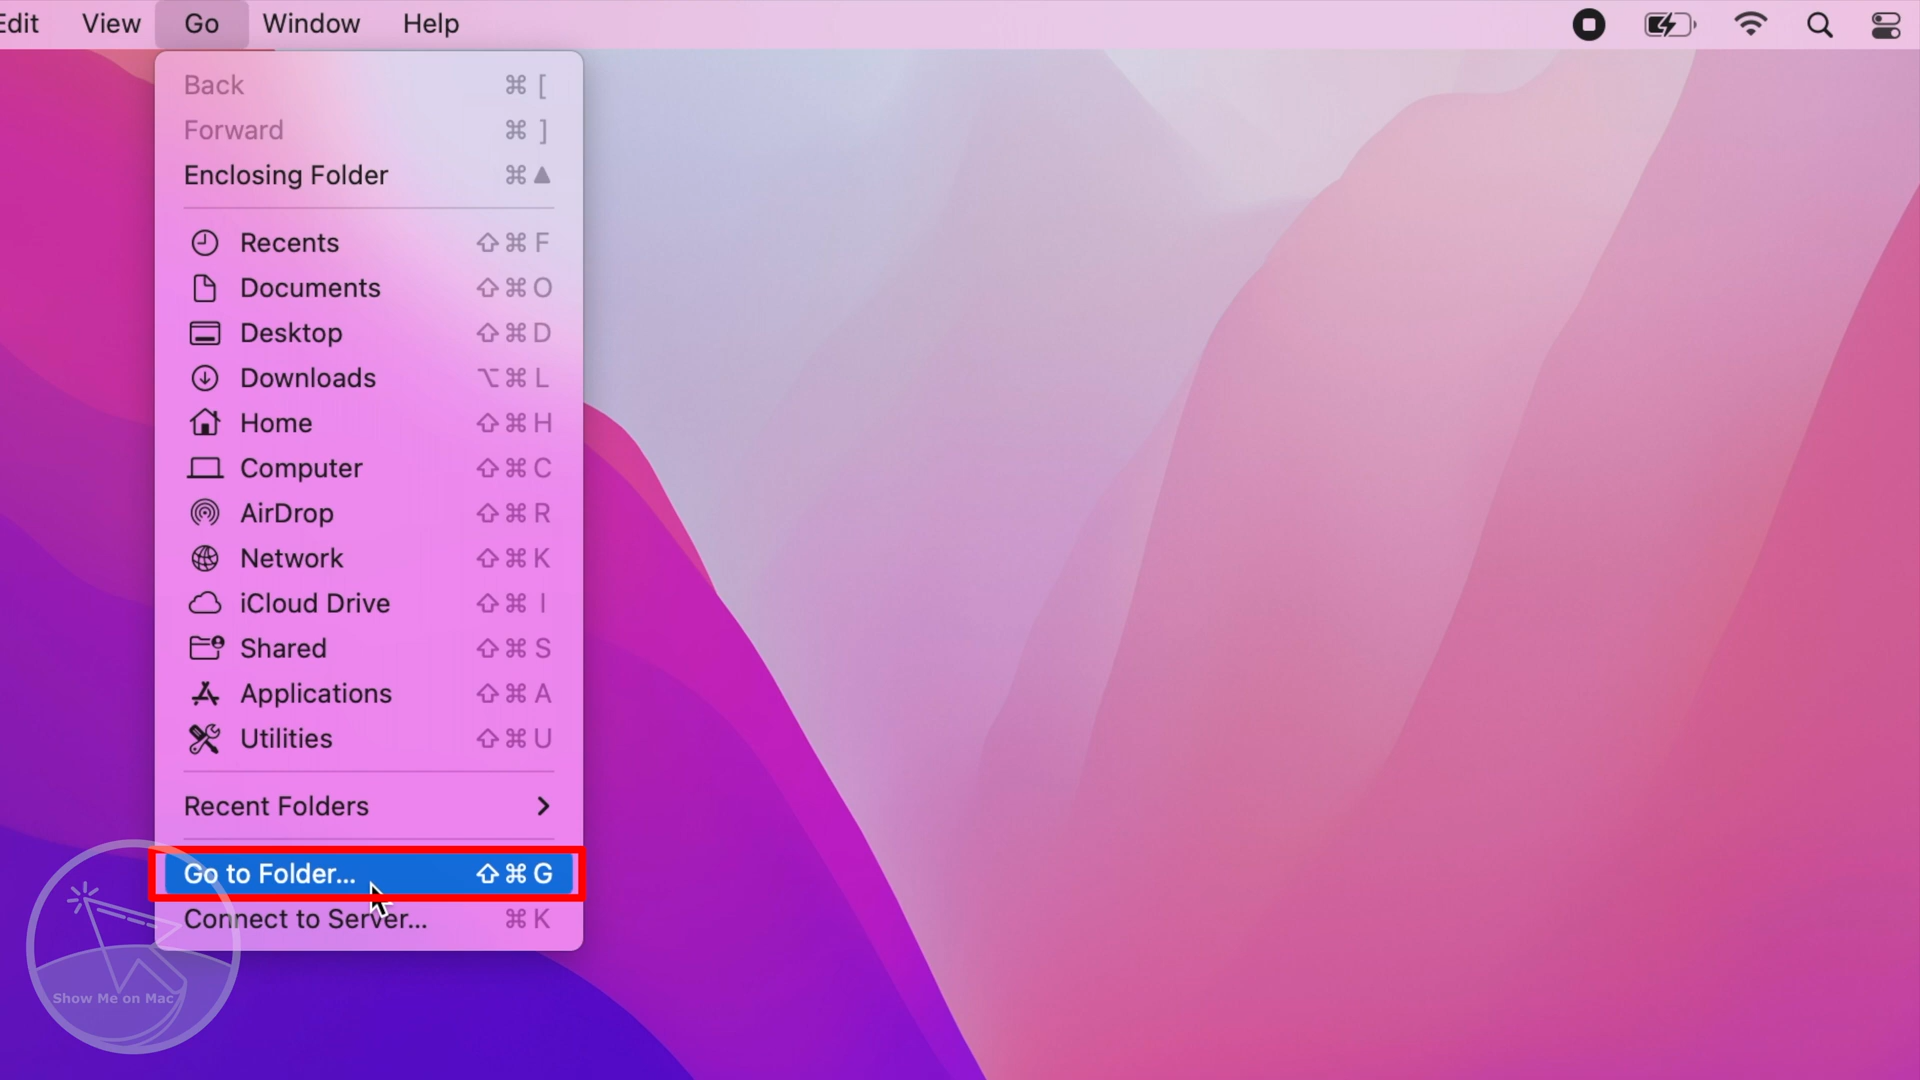 Edit View Go Window Help
Back ⌘ [
Forward ⌘ ]
Enclosing Folder ⌘ ▲
Recents ⇧ ⌘ F
Documents ⇧ ⌘ O
Desktop ⇧ ⌘ D
Downloads ⌥ ⌘ L
Home ⇧ ⌘ H
Computer ⇧ ⌘ C
AirDrop ⇧ ⌘ R
Network ⇧ ⌘ K
iCloud Drive ⇧ ⌘ I
Shared ⇧ ⌘ S
Applications ⇧ ⌘ A
Utilities ⇧ ⌘ U
Recent Folders
Go to Folder... ⇧ ⌘ G
Connect to Server... ⌘ K
Show Me on Mac